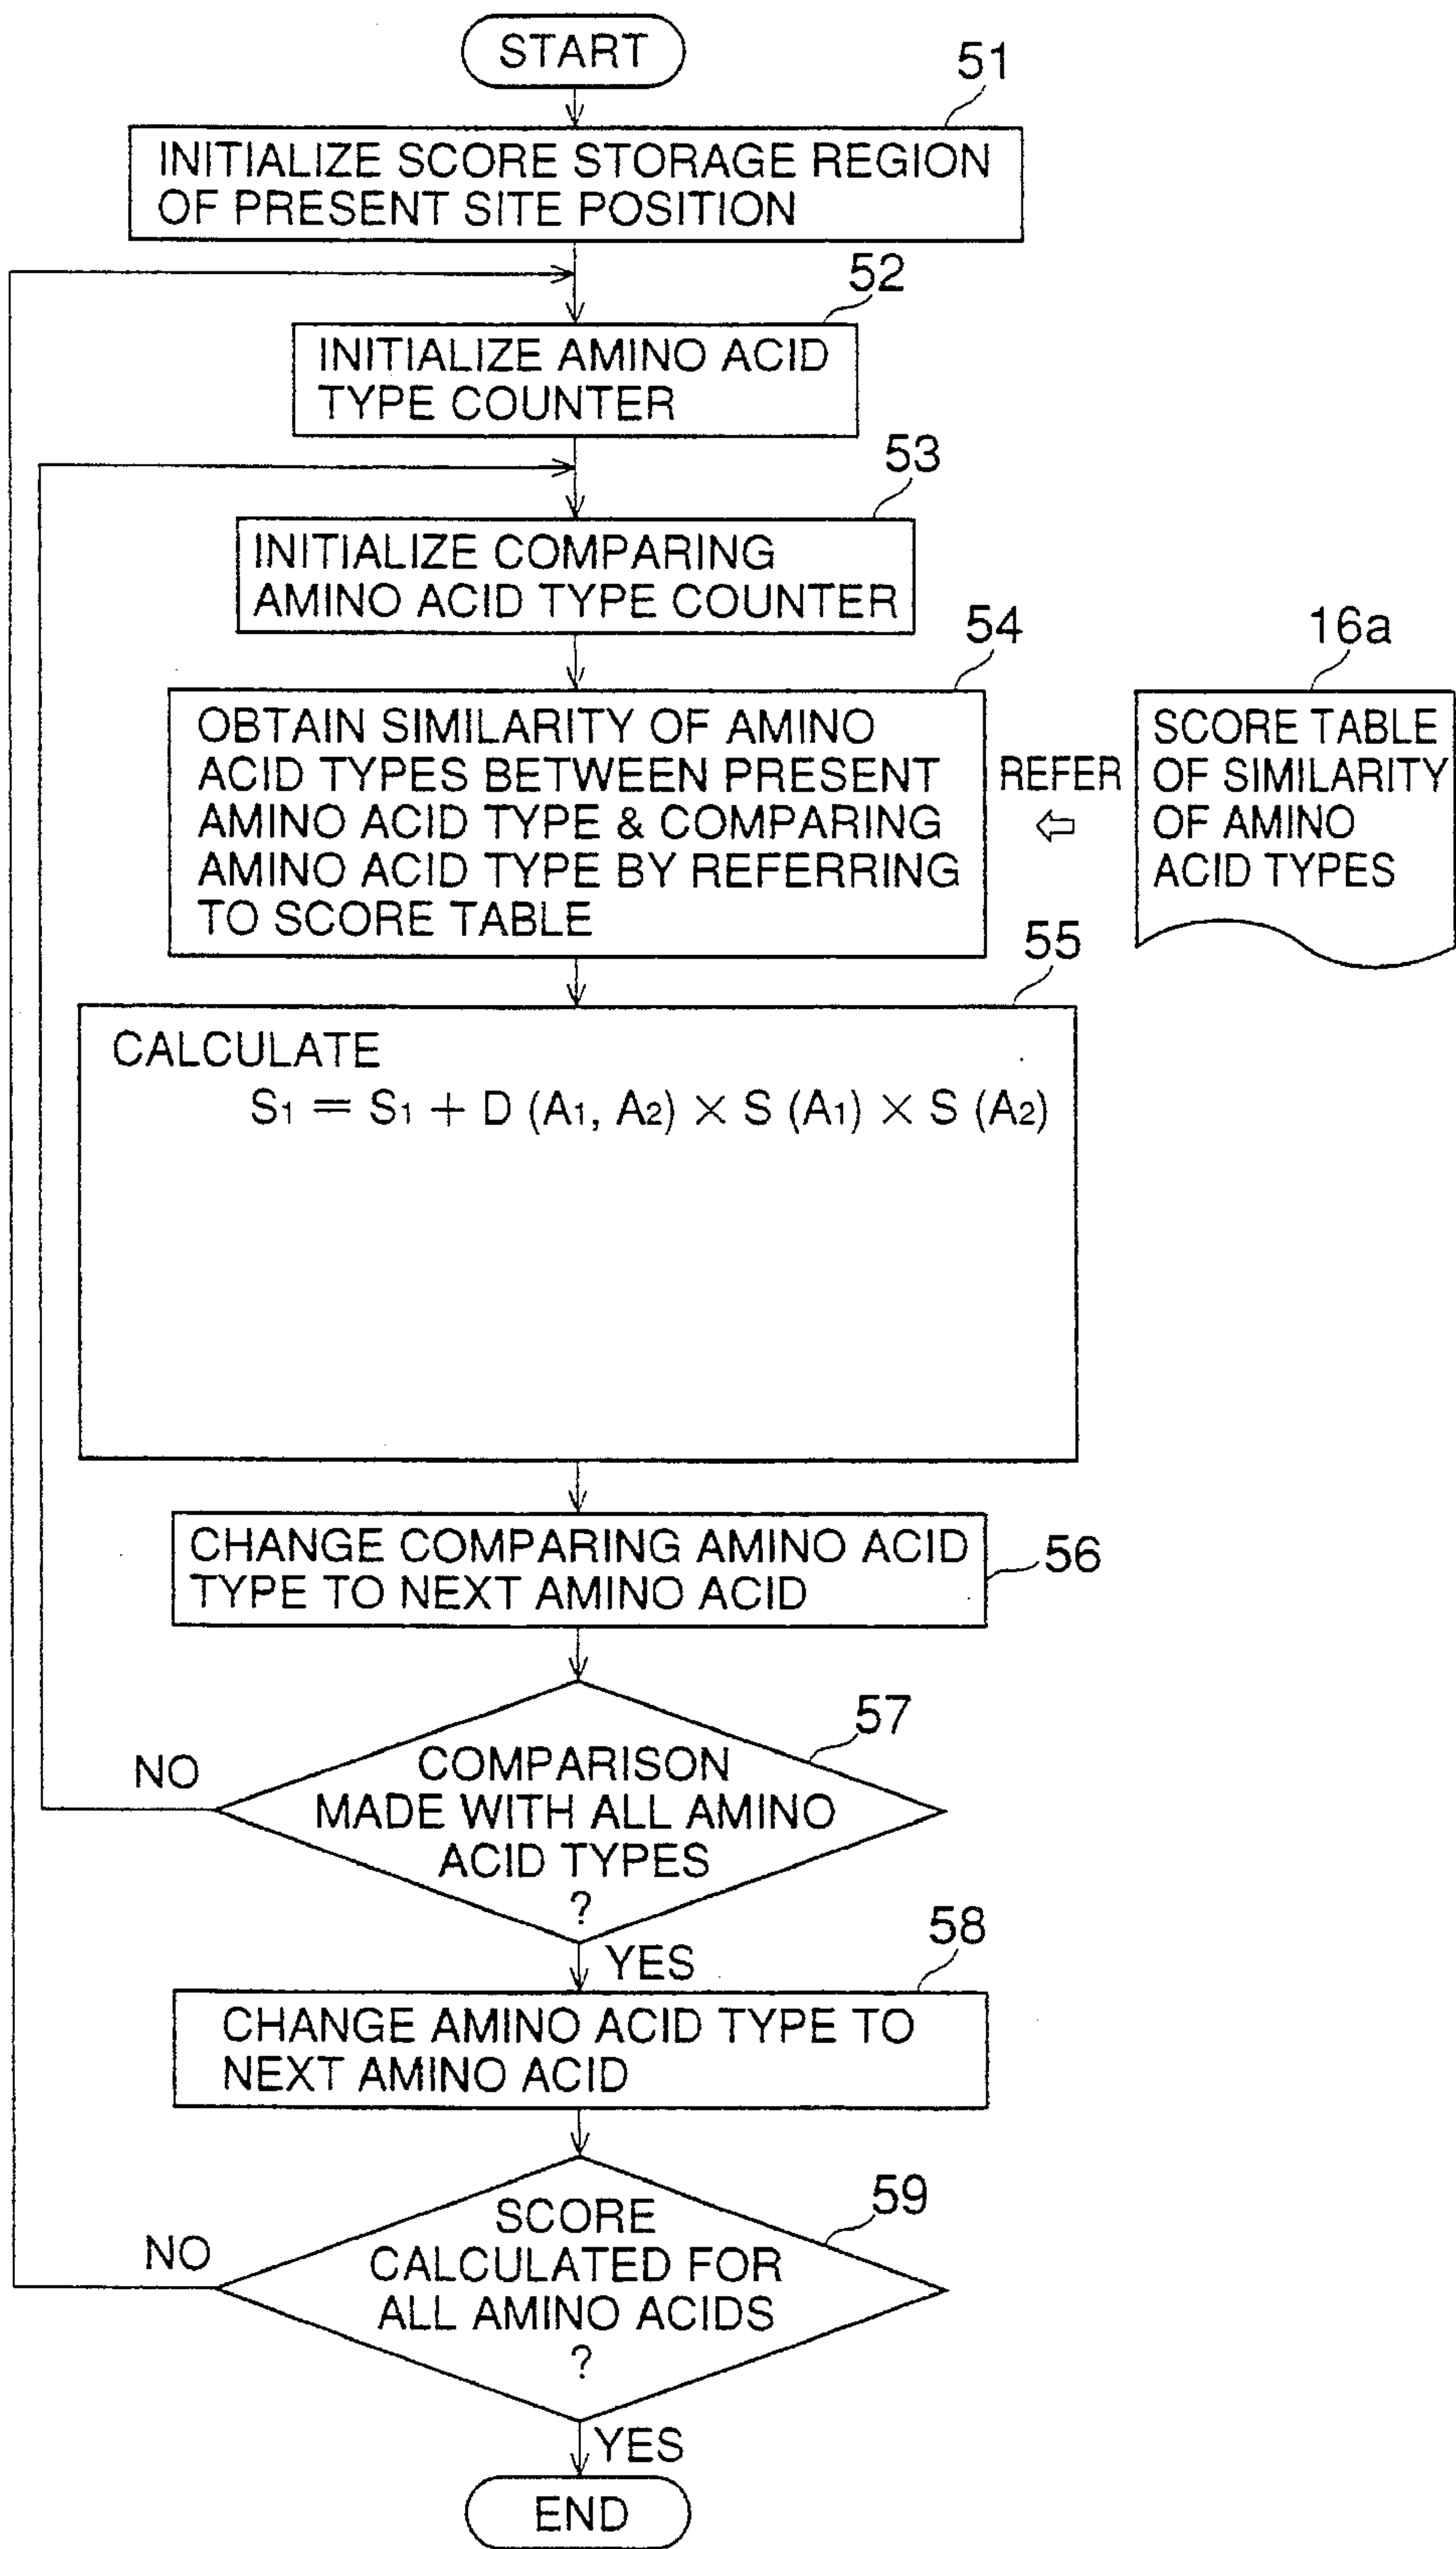 START
51
INITIALIZE SCORE STORAGE REGION
OF PRESENT SITE POSITION
52
INITIALIZE AMINO ACID
TYPE COUNTER
53
INITIALIZE COMPARING
AMINO ACID TYPE COUNTER
54
OBTAIN SIMILARITY OF AMINO
ACID TYPES BETWEEN PRESENT
AMINO ACID TYPE & COMPARING
AMINO ACID TYPE BY REFERRING
TO SCORE TABLE
REFER
⇦
16a
SCORE TABLE
OF SIMILARITY
OF AMINO
ACID TYPES
55
CALCULATE
S1 = S1 + D (A1, A2) × S (A1) × S (A2)
CHANGE COMPARING AMINO ACID
TYPE TO NEXT AMINO ACID
56
57
COMPARISON
MADE WITH ALL AMINO
ACID TYPES
?
NO
YES
58
CHANGE AMINO ACID TYPE TO
NEXT AMINO ACID
59
SCORE
CALCULATED FOR
ALL AMINO ACIDS
?
NO
YES
END